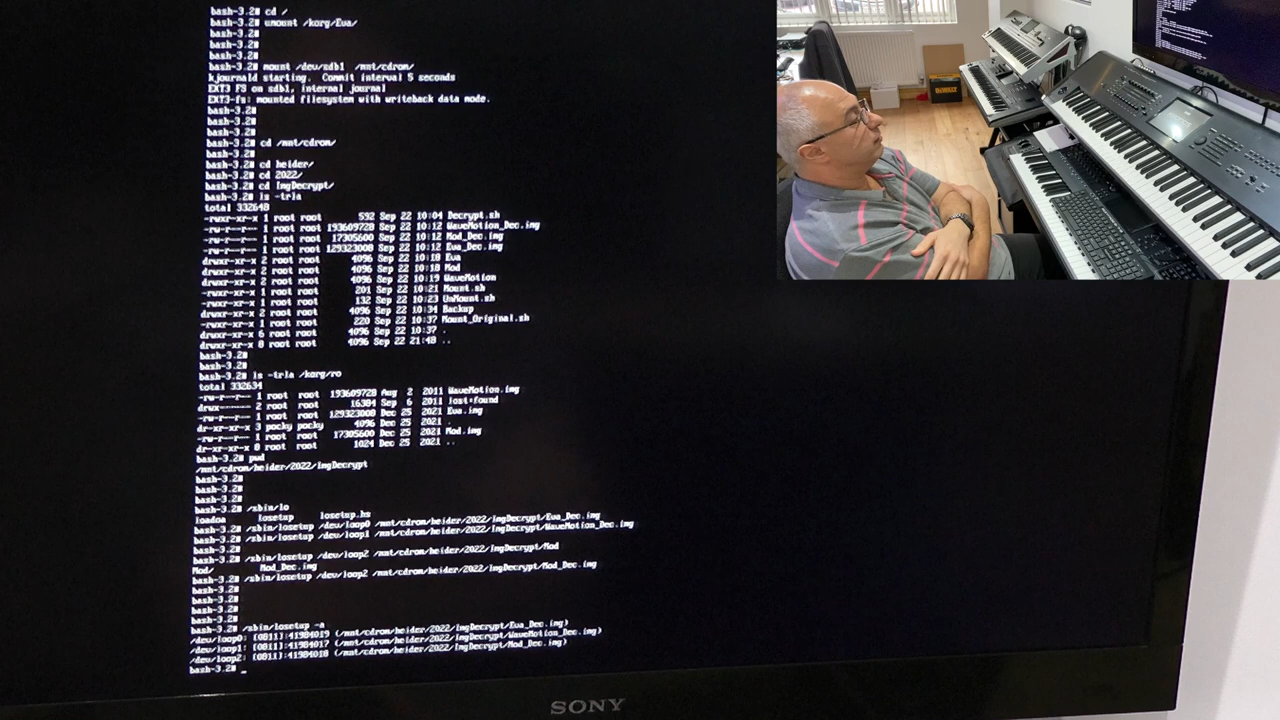 bash-3.2# cd /
bash-3.2# umount /korg/Eva/
bash-3.2#
bash-3.2#
bash-3.2#
bash-3.2# mount /dev/sdb1 /mnt/cdrom/
kjournald starting. Commit interval 5 seconds
EXT3 FS on sdb1, internal journal
EXT3-fs: mounted filesystem with writeback data mode.
bash-3.2#
bash-3.2#
bash-3.2#
bash-3.2# cd /mnt/cdrom/
bash-3.2#
bash-3.2# cd heider/
bash-3.2# cd 2022/
bash-3.2# cd ImgDecrypt/
bash-3.2# ls -trla
total 332648
-rwxr-xr-x 1 root root 592 Sep 22 10:04 Decrypt.sh
-rw-r--r-- 1 root root 193609728 Sep 22 10:12 WaveMotion_Dec.img
-rw-r--r-- 1 root root 17305600 Sep 22 10:12 Mod_Dec.img
-rw-r--r-- 1 root root 129323008 Sep 22 10:12 Eva_Dec.img
drwxr-xr-x 2 root root 4096 Sep 22 10:18 Eva
drwxr-xr-x 2 root root 4096 Sep 22 10:18 Mod
drwxr-xr-x 2 root root 4096 Sep 22 10:19 WaveMotion
-rwxr-xr-x 1 root root 201 Sep 22 10:21 Mount.sh
-rwxr-xr-x 1 root root 132 Sep 22 10:23 UnMount.sh
drwxr-xr-x 2 root root 4096 Sep 22 10:34 Backup
-rwxr-xr-x 1 root root 220 Sep 22 10:37 Mount_Original.sh
drwxr-xr-x 6 root root 4096 Sep 22 10:37 .
drwxr-xr-x 8 root root 4096 Sep 22 21:48 ..
bash-3.2#
bash-3.2#
bash-3.2# ls -trla /korg/ro
total 332634
-rw-r--r-- 1 root root 193609728 Aug 2 2011 WaveMotion.img
drwx------ 2 root root 16384 Sep 6 2011 lost+found
-rw-r--r-- 1 root root 129323008 Dec 25 2021 Eva.img
dr-xr-xr-x 3 pocky pocky 4096 Dec 25 2021 .
-rw-r--r-- 1 root root 17305600 Dec 25 2021 Mod.img
dr-xr-xr-x 8 root root 1024 Dec 25 2021 ..
bash-3.2# pwd
/mnt/cdrom/heider/2022/ImgDecrypt
bash-3.2#
bash-3.2#
bash-3.2#
bash-3.2# /sbin/lo
loadoa losetup losetup.hs
bash-3.2# /sbin/losetup /dev/loop0 /mnt/cdrom/heider/2022/ImgDecrypt/Eva_Dec.img
bash-3.2# /sbin/losetup /dev/loop1 /mnt/cdrom/heider/2022/ImgDecrypt/WaveMotion_Dec.img
bash-3.2#
bash-3.2# /sbin/losetup /dev/loop2 /mnt/cdrom/heider/2022/ImgDecrypt/Mod
Mod/ Mod_Dec.img
bash-3.2# /sbin/losetup /dev/loop2 /mnt/cdrom/heider/2022/ImgDecrypt/Mod_Dec.img
bash-3.2#
bash-3.2#
bash-3.2#
bash-3.2#
bash-3.2# /sbin/losetup -a
/dev/loop0: [0811]:41984019 (/mnt/cdrom/heider/2022/ImgDecrypt/Eva_Dec.img)
/dev/loop1: [0811]:41984017 (/mnt/cdrom/heider/2022/ImgDecrypt/WaveMotion_Dec.img)
/dev/loop2: [0811]:41984018 (/mnt/cdrom/heider/2022/ImgDecrypt/Mod_Dec.img)
bash-3.2# _
DEWALT
SONY